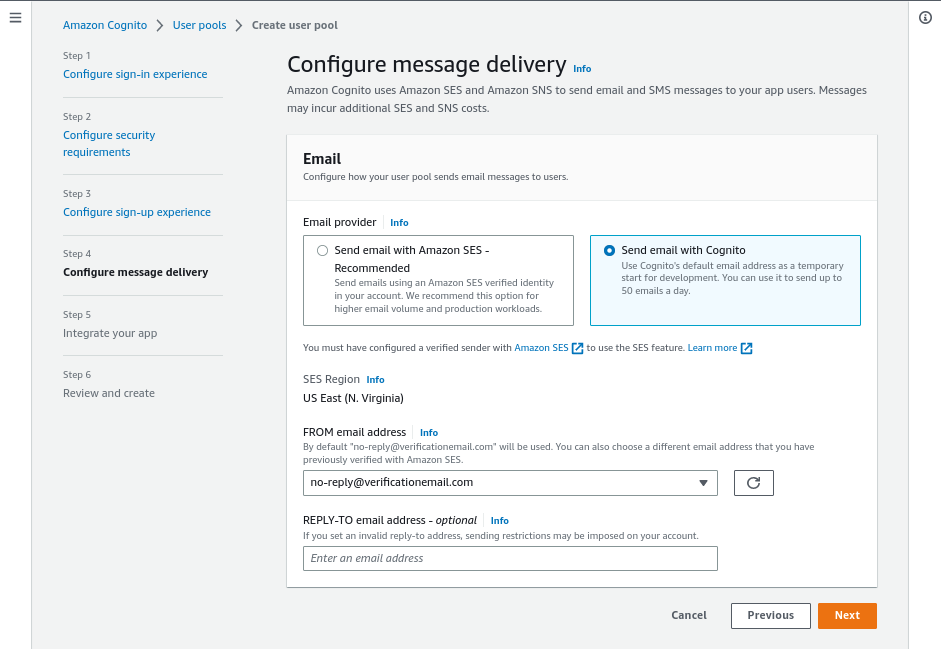 Amazon Cognito > User pools > Create user pool
Step 1
Configure sign-in experience
Step 2
Configure security
requirements
Step 3
Configure sign-up experience
Step 4
Configure message delivery
Step 5
Integrate your app
Step 6
Review and create
Configure message delivery Info
Amazon Cognito uses Amazon SES and Amazon SNS to send email and SMS messages to your app users. Messages
may incur additional SES and SNS costs.
Email
Configure how your user pool sends email messages to users.
Email provider Info
Send email with Amazon SES -
Recommended
Send emails using an Amazon SES verified identity
in your account. We recommend this option for
higher email volume and production workloads.
Send email with Cognito
Use Cognito's default email address as a temporary
start for development. You can use it to send up to
50 emails a day.
You must have configured a verified sender with Amazon SES to use the SES feature. Learn more
SES Region Info
US East (N. Virginia)
FROM email address Info
By default "no-reply@verificationemail.com" will be used. You can also choose a different email address that you have
previously verified with Amazon SES.
no-reply@verificationemail.com
REPLY-TO email address - optional Info
If you set an invalid reply-to address, sending restrictions may be imposed on your account.
Enter an email address
Cancel Previous Next